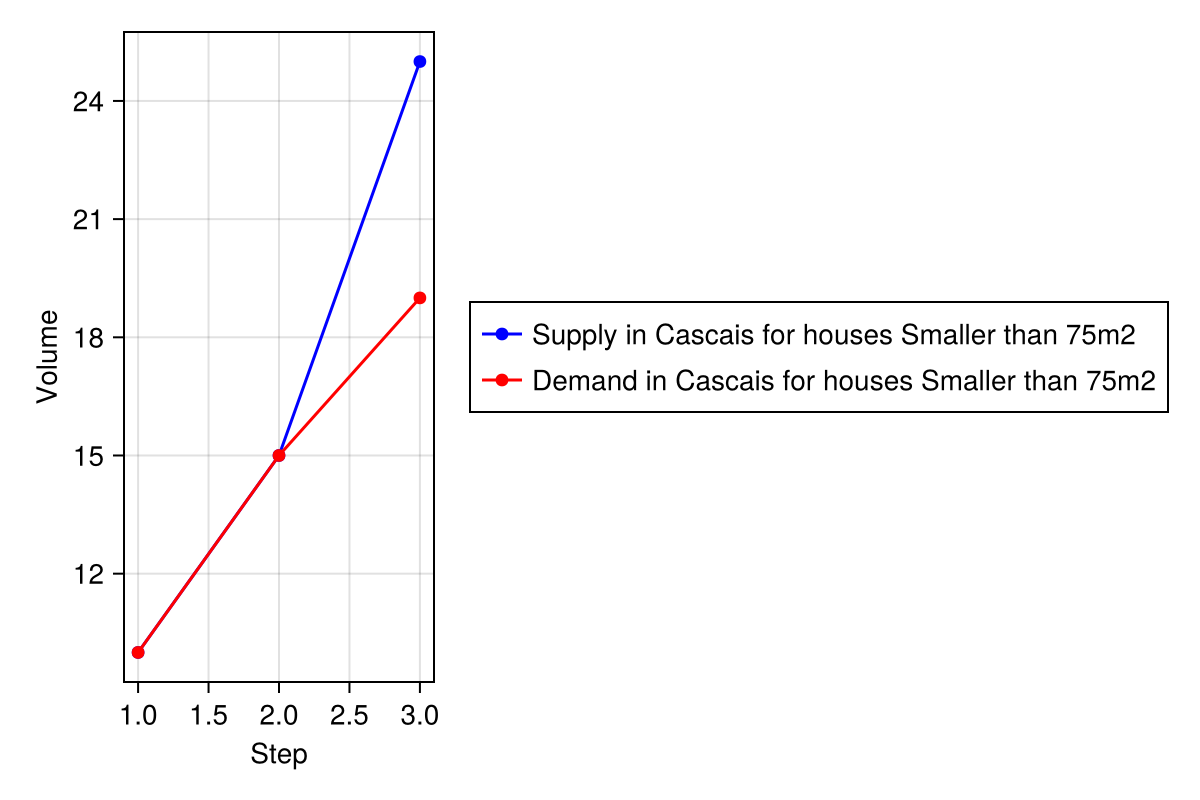 Volume
24
21
18
15
12
1.0 1.5 2.0 2.5 3.0
Step
Supply in Cascais for houses Smaller than 75m2
Demand in Cascais for houses Smaller than 75m2